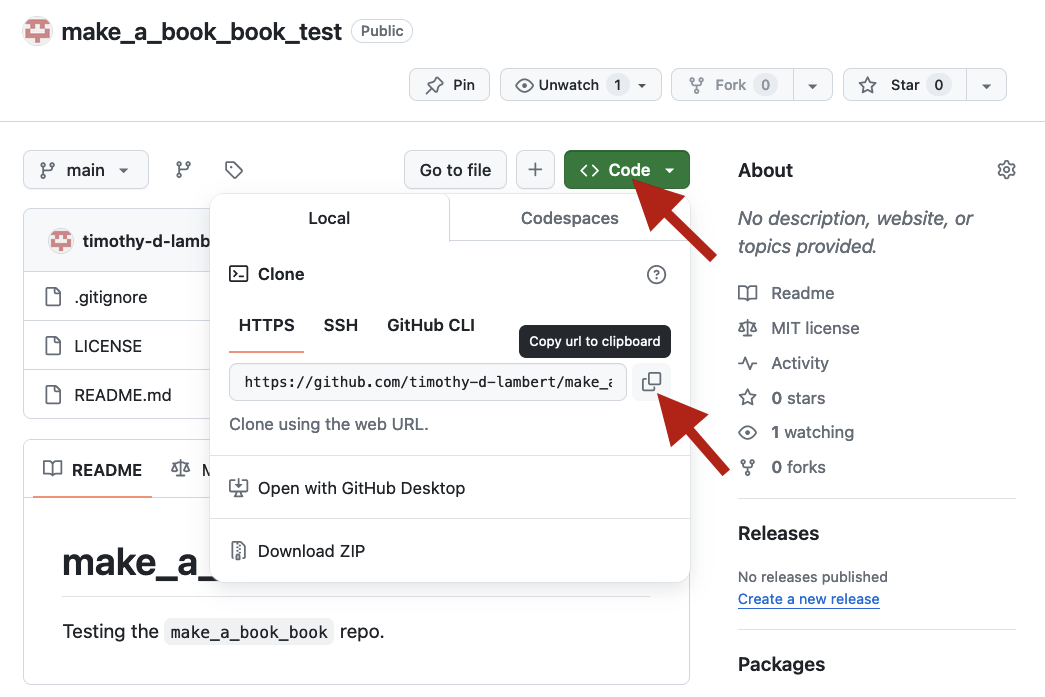 make_a_book_book_test Public
Pin Unwatch 1 Fork 0 Star 0
main Go to file + <> Code
Local Codespaces
timothy-d-lamb
.gitignore
LICENSE
README.md
Clone
HTTPS SSH GitHub CLI
Copy url to clipboard
https://github.com/timothy-d-lambert/make_a
Clone using the web URL.
Open with GitHub Desktop
Download ZIP
README M
make_a_
Testing the make_a_book_book repo.
About
No description, website, or
topics provided.
Readme
MIT license
Activity
0 stars
1 watching
0 forks
Releases
No releases published
Create a new release
Packages